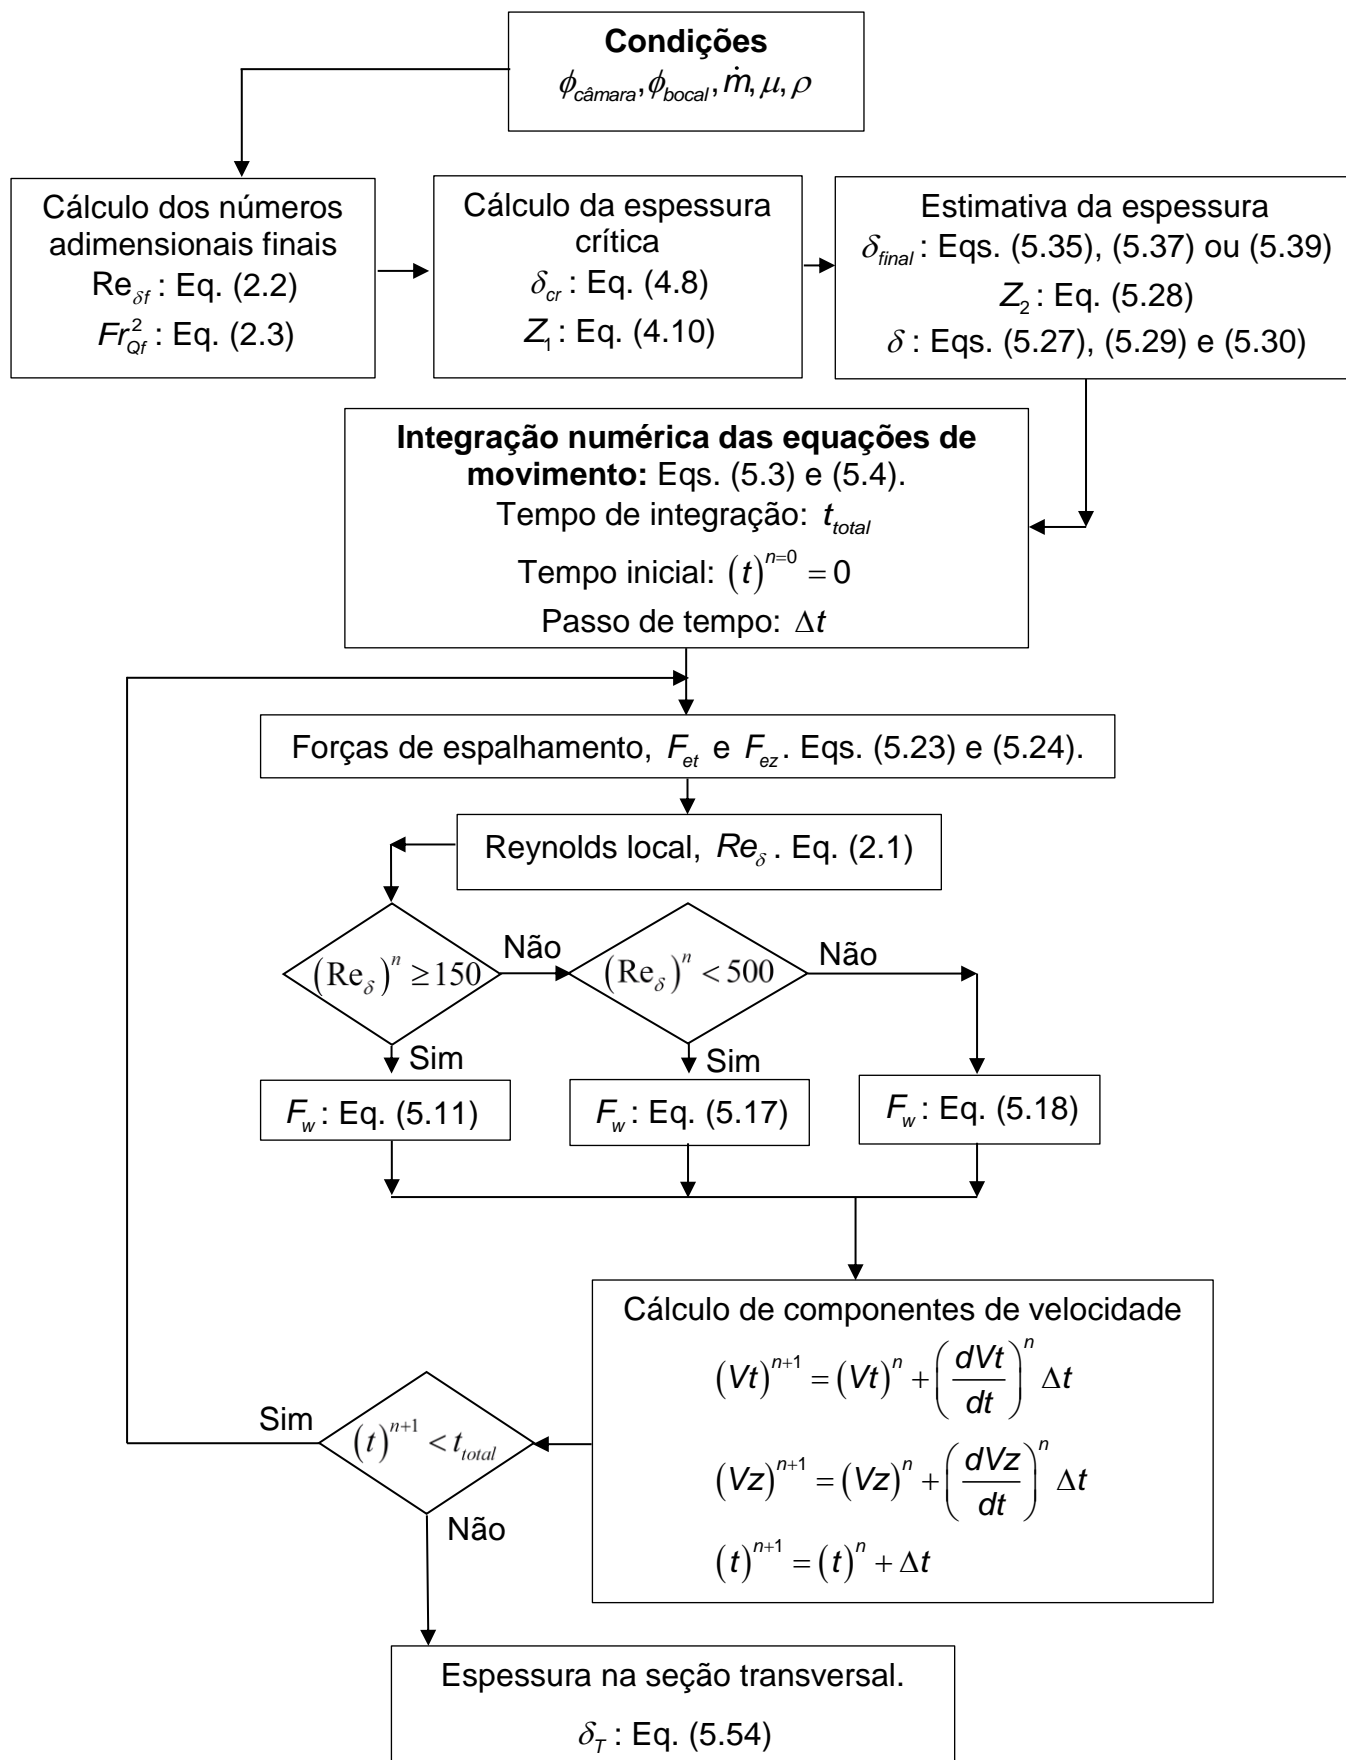 Condições
ϕ_câmara, ϕ_bocal, ṁ, μ, ρ
Cálculo dos números
adimensionais finais
Re_δf : Eq. (2.2)
Fr²_Qf : Eq. (2.3)
Cálculo da espessura
crítica
δ_cr : Eq. (4.8)
Z₁ : Eq. (4.10)
Estimativa da espessura
δ_final : Eqs. (5.35), (5.37) ou (5.39)
Z₂ : Eq. (5.28)
δ : Eqs. (5.27), (5.29) e (5.30)
Integração numérica das equações de
movimento: Eqs. (5.3) e (5.4).
Tempo de integração: t_total
Tempo inicial: (t)^{n=0} = 0
Passo de tempo: Δt
Forças de espalhamento, F_et e F_ez. Eqs. (5.23) e (5.24).
Reynolds local, Re_δ. Eq. (2.1)
(Re_δ)^n ≥ 150
Não
(Re_δ)^n < 500
Não
Sim
Sim
F_w : Eq. (5.11)
F_w : Eq. (5.17)
F_w : Eq. (5.18)
Cálculo de componentes de velocidade
(Vt)^{n+1} = (Vt)^n + (dVt/dt)^n Δt
(Vz)^{n+1} = (Vz)^n + (dVz/dt)^n Δt
(t)^{n+1} = (t)^n + Δt
Sim
(t)^{n+1} < t_total
Não
Espessura na seção transversal.
δ_T : Eq. (5.54)